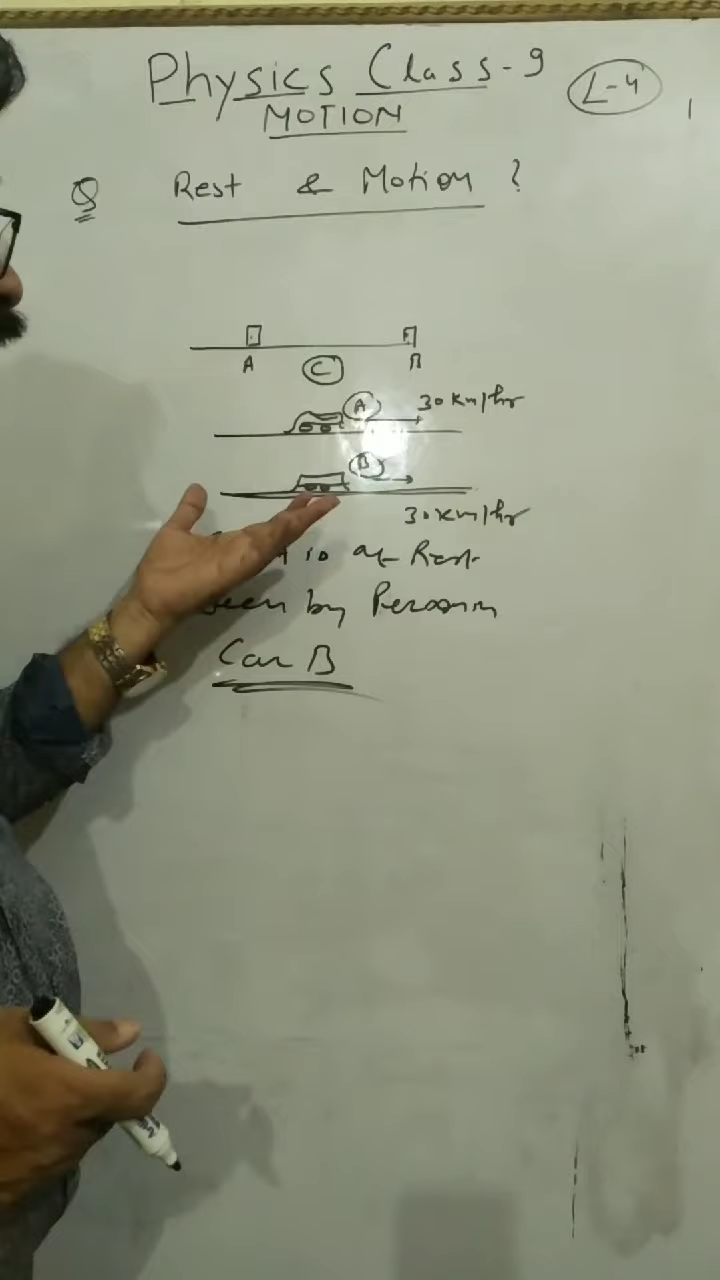 Physics Class-9
L-4
MOTION
Q Rest & Motion ?
A B
C
A 30 km/hr
B
30 km/hr
A is at Rest
seen by Person in
Car B